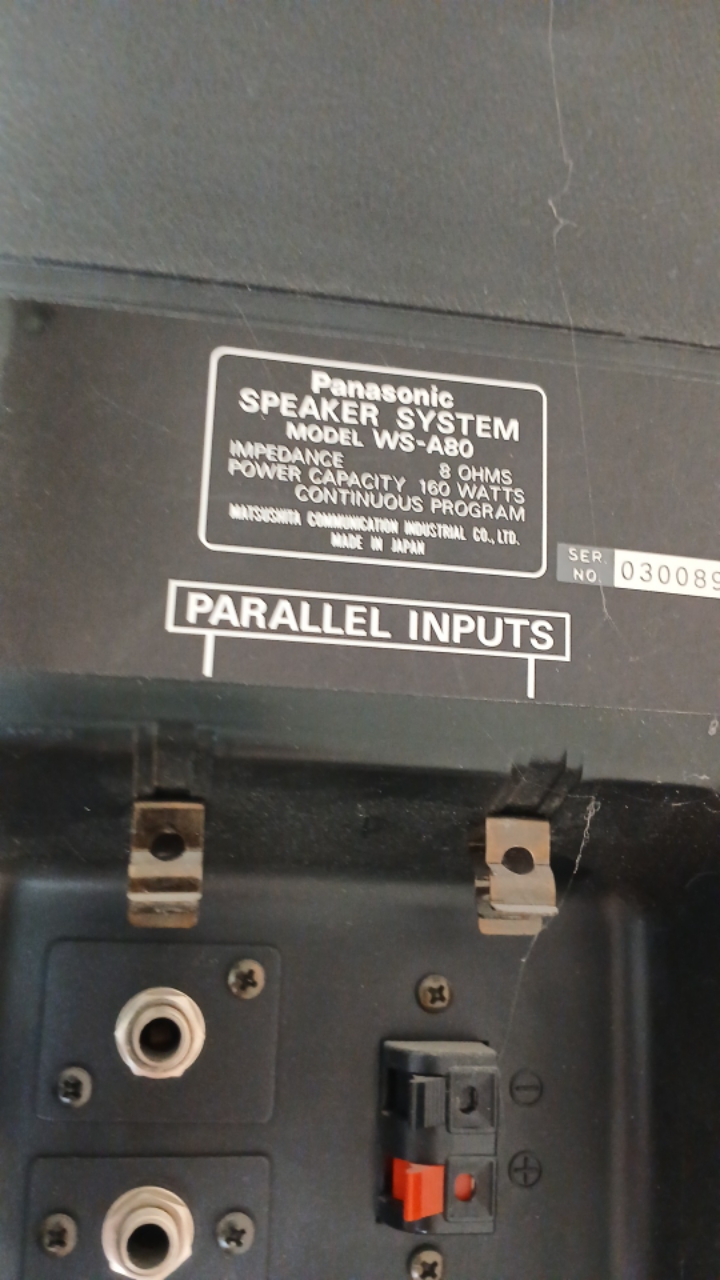 Panasonic
SPEAKER SYSTEM
MODEL WS-A80
IMPEDANCE 8 OHMS
POWER CAPACITY 160 WATTS
CONTINUOUS PROGRAM
MATSUSHITA COMMUNICATION INDUSTRIAL CO., LTD.
MADE IN JAPAN
SER. NO. 030089
PARALLEL INPUTS